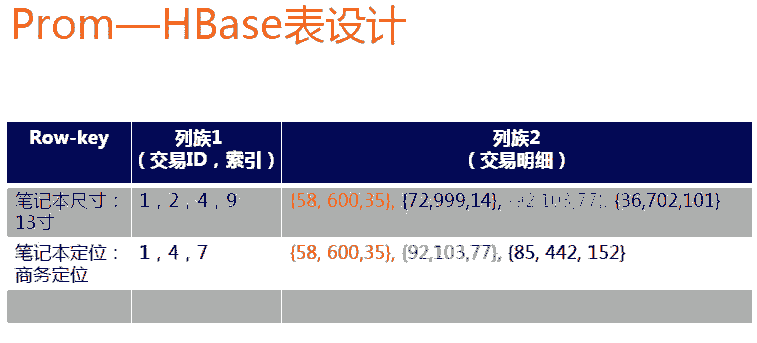 Prom—HBase表设计
Row-key
列族1
（交易ID，索引）
列族2
（交易明细）
笔记本尺寸：
13寸
1，2，4，9
{58, 600,35}, {72,999,14}, {92,103,77}, {36,702,101}
笔记本定位：
商务定位
1，4，7
{58, 600,35}, {92,103,77}, {85, 442, 152}